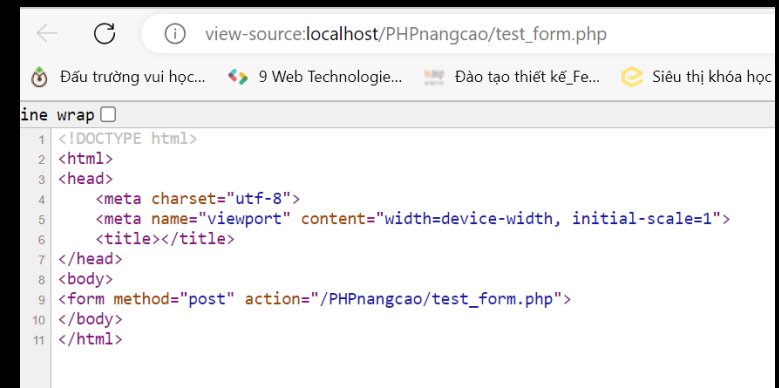 view-source:localhost/PHPnangcao/test_form.php
Đấu trường vui học... 9 Web Technologie... Đào tạo thiết kế_Fe... Siêu thị khóa học
ine wrap
1 <!DOCTYPE html>
2 <html>
3 <head>
4 <meta charset="utf-8">
5 <meta name="viewport" content="width=device-width, initial-scale=1">
6 <title></title>
7 </head>
8 <body>
9 <form method="post" action="/PHPnangcao/test_form.php">
10 </body>
11 </html>